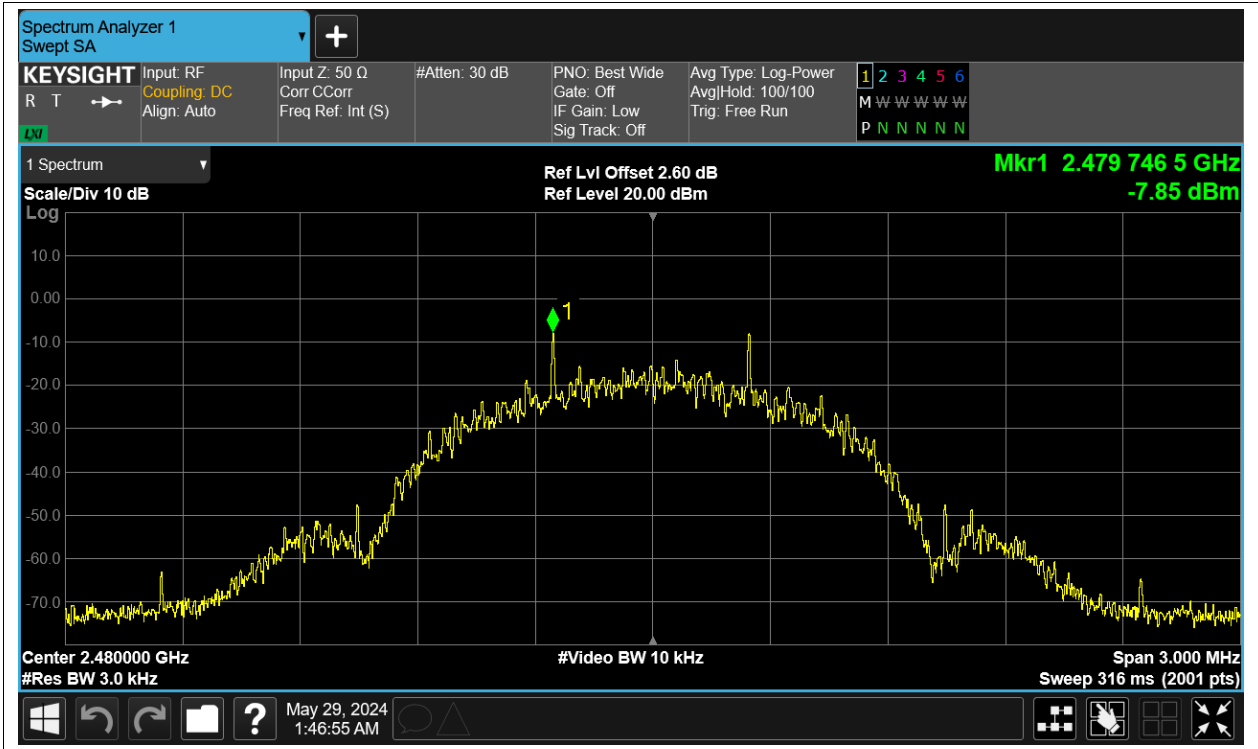 Spectrum Analyzer 1
Swept SA
KEYSIGHT
R T
LXI
Input: RF
Coupling: DC
Align: Auto
Input Z: 50 Ω
Corr CCorr
Freq Ref: Int (S)
#Atten: 30 dB
PNO: Best Wide
Gate: Off
IF Gain: Low
Sig Track: Off
Avg Type: Log-Power
Avg|Hold: 100/100
Trig: Free Run
1 2 3 4 5 6
M W W W W W
P N N N N N
1 Spectrum
Scale/Div 10 dB
Ref Lvl Offset 2.60 dB
Ref Level 20.00 dBm
Mkr1 2.479 746 5 GHz
-7.85 dBm
Log
10.0
0.00
-10.0
-20.0
-30.0
-40.0
-50.0
-60.0
-70.0
1
Center 2.480000 GHz
#Res BW 3.0 kHz
#Video BW 10 kHz
Span 3.000 MHz
Sweep 316 ms (2001 pts)
?
May 29, 2024
1:46:55 AM